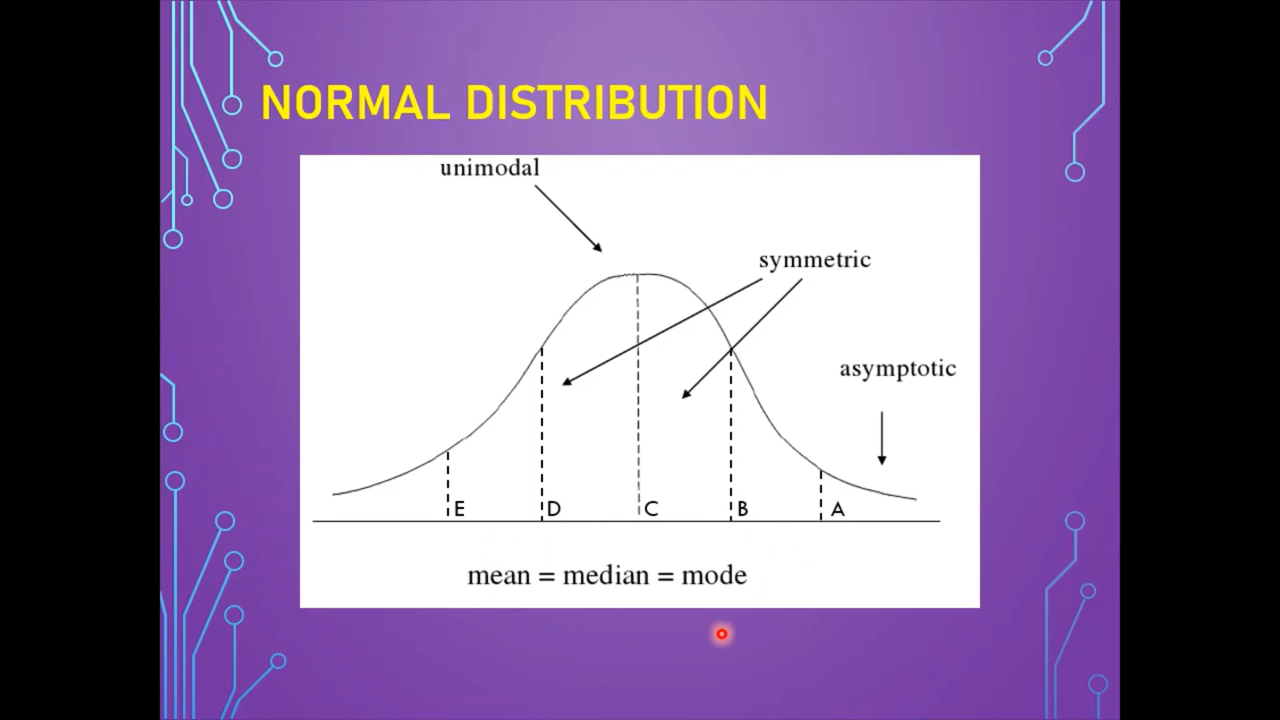 NORMAL DISTRIBUTION
unimodal
symmetric
asymptotic
E D C B A
mean = median = mode